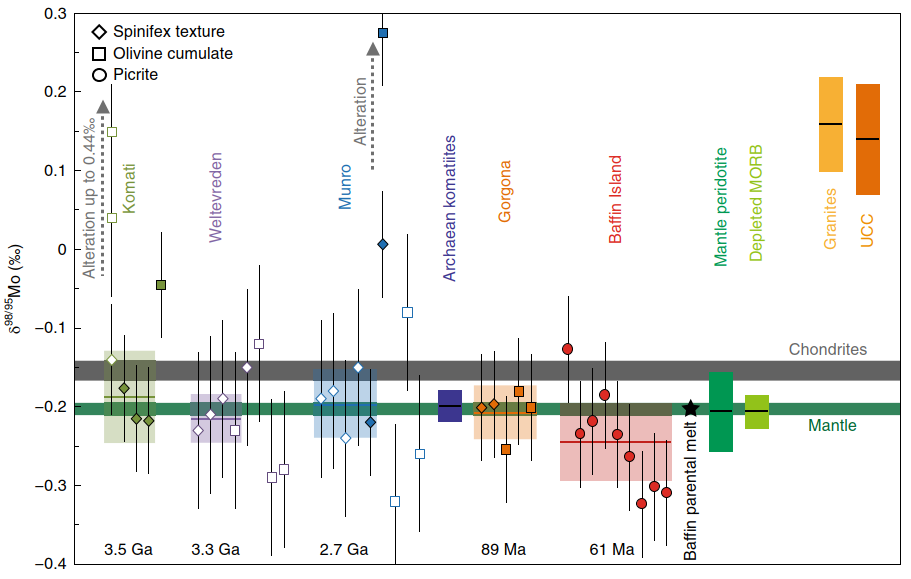 0.3
0.2
0.1
0
−0.1
−0.2
−0.3
−0.4
δ98/95Mo (‰)
Spinifex texture
Olivine cumulate
Picrite
Alteration up to 0.44‰
Komati
Weltevreden
Munro
Alteration
Archaean komatiites
Gorgona
Baffin Island
Mantle peridotite
Depleted MORB
Granites
UCC
Chondrites
Mantle
Baffin parental melt
3.5 Ga
3.3 Ga
2.7 Ga
89 Ma
61 Ma